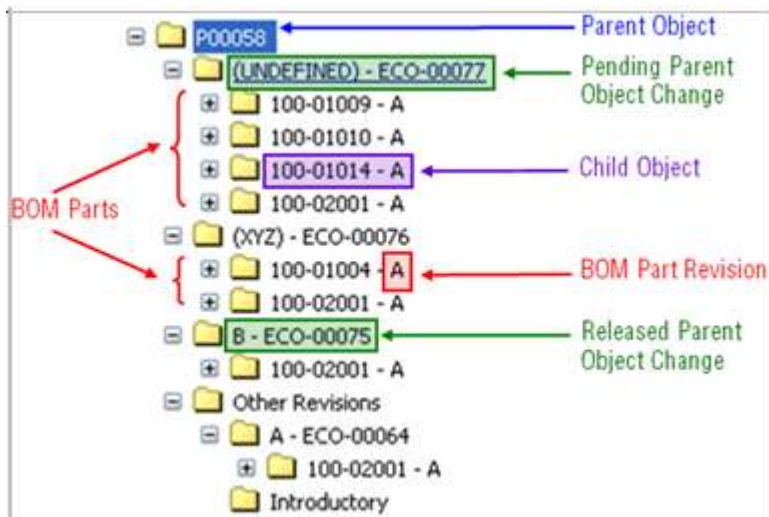 P00058
Parent Object
(UNDEFINED) - ECO-00077
Pending Parent
Object Change
100-01009 - A
100-01010 - A
100-01014 - A
Child Object
100-02001 - A
BOM Parts
(XYZ) - ECO-00076
100-01004 - A
BOM Part Revision
100-02001 - A
B - ECO-00075
Released Parent
Object Change
100-02001 - A
Other Revisions
A - ECO-00064
100-02001 - A
Introductory